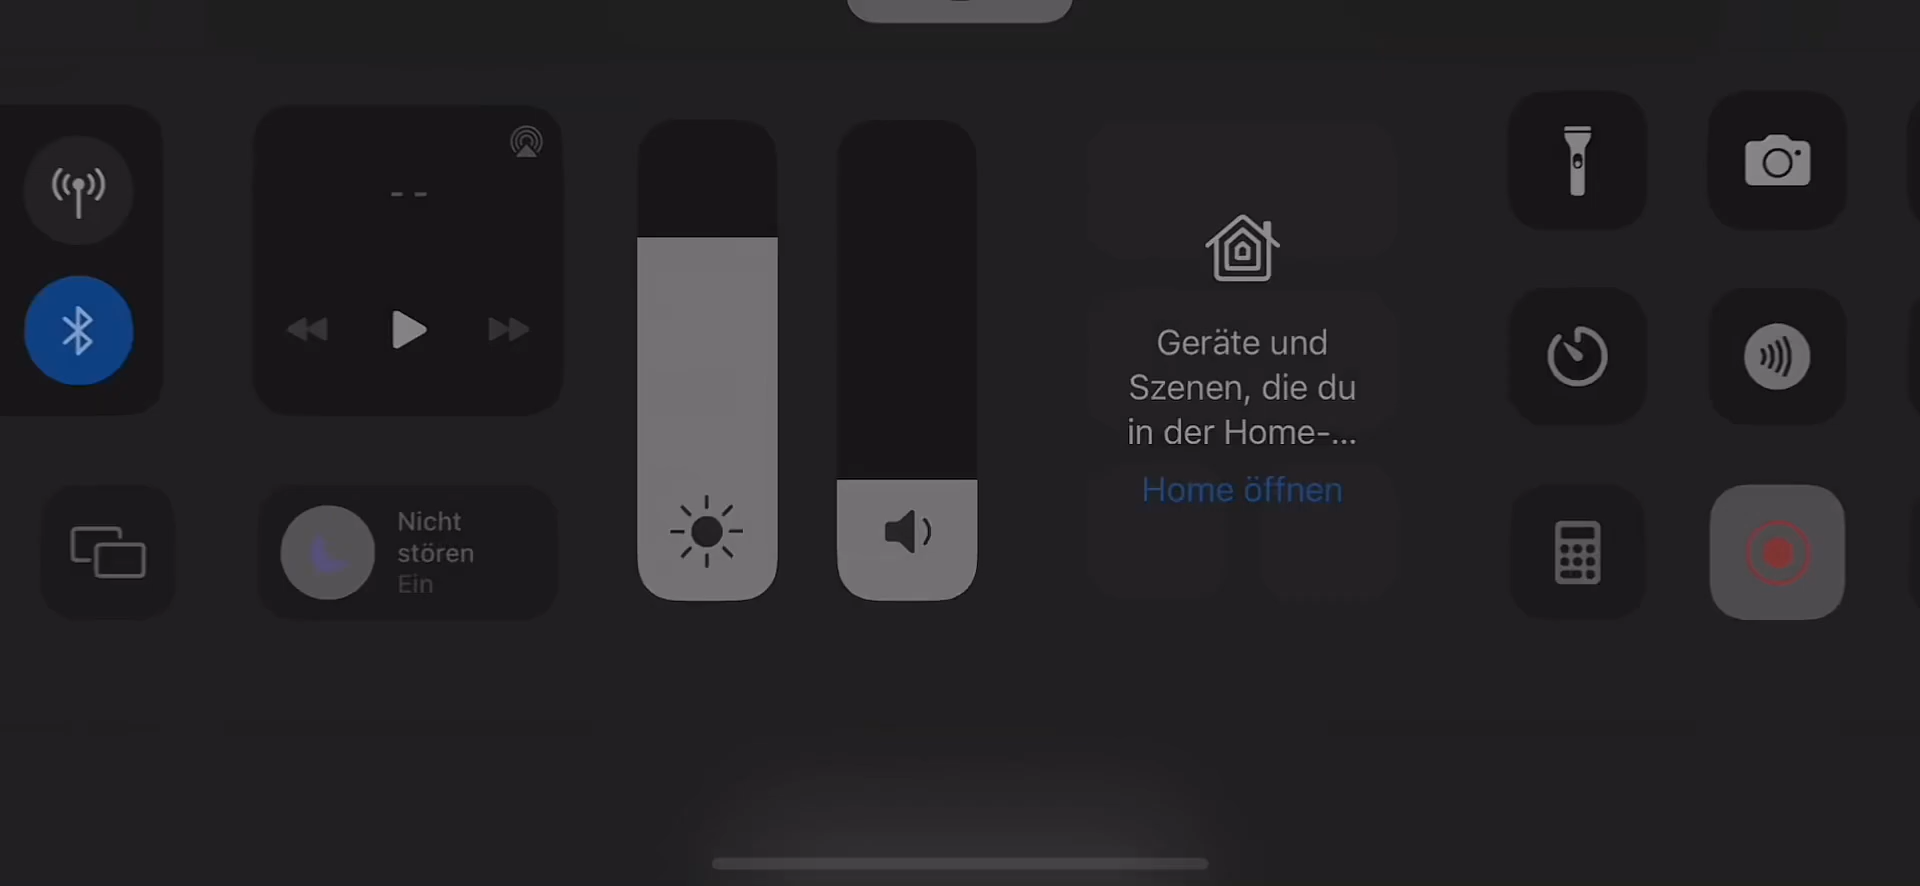 - -
Nicht
stören
Ein
Geräte und
Szenen, die du
in der Home-...
Home öffnen